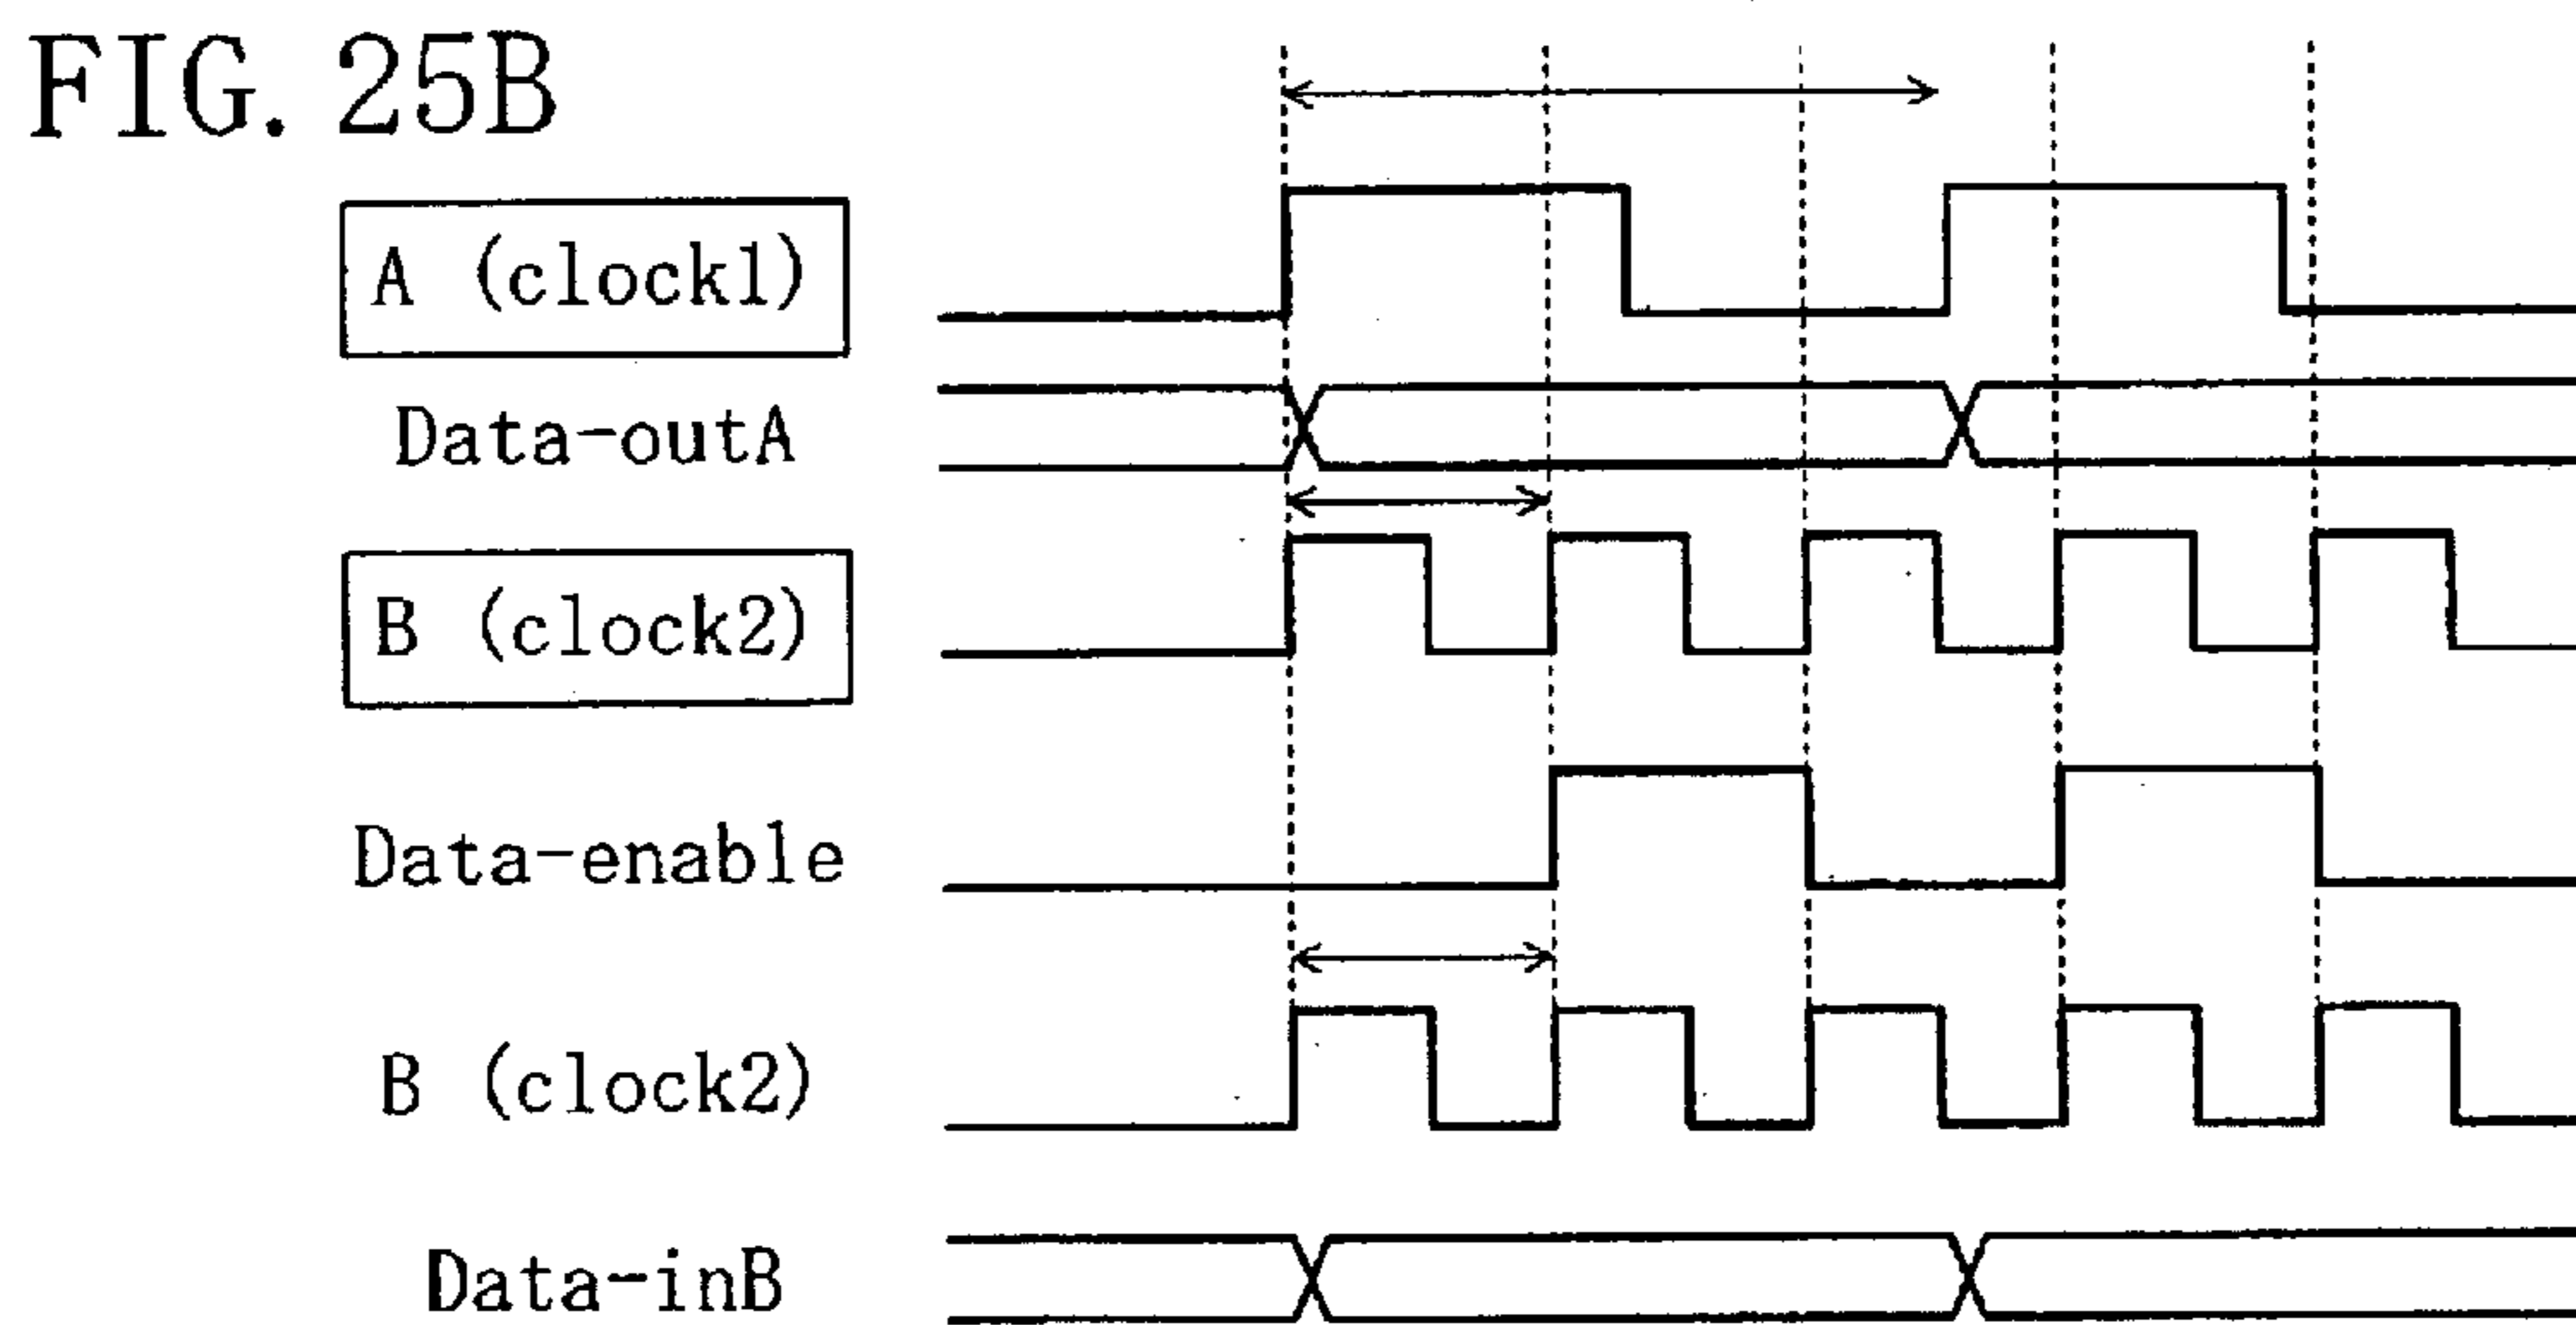 FIG. 25B
A (clock1)
Data-outA
B (clock2)
Data-enable
B (clock2)
Data-inB